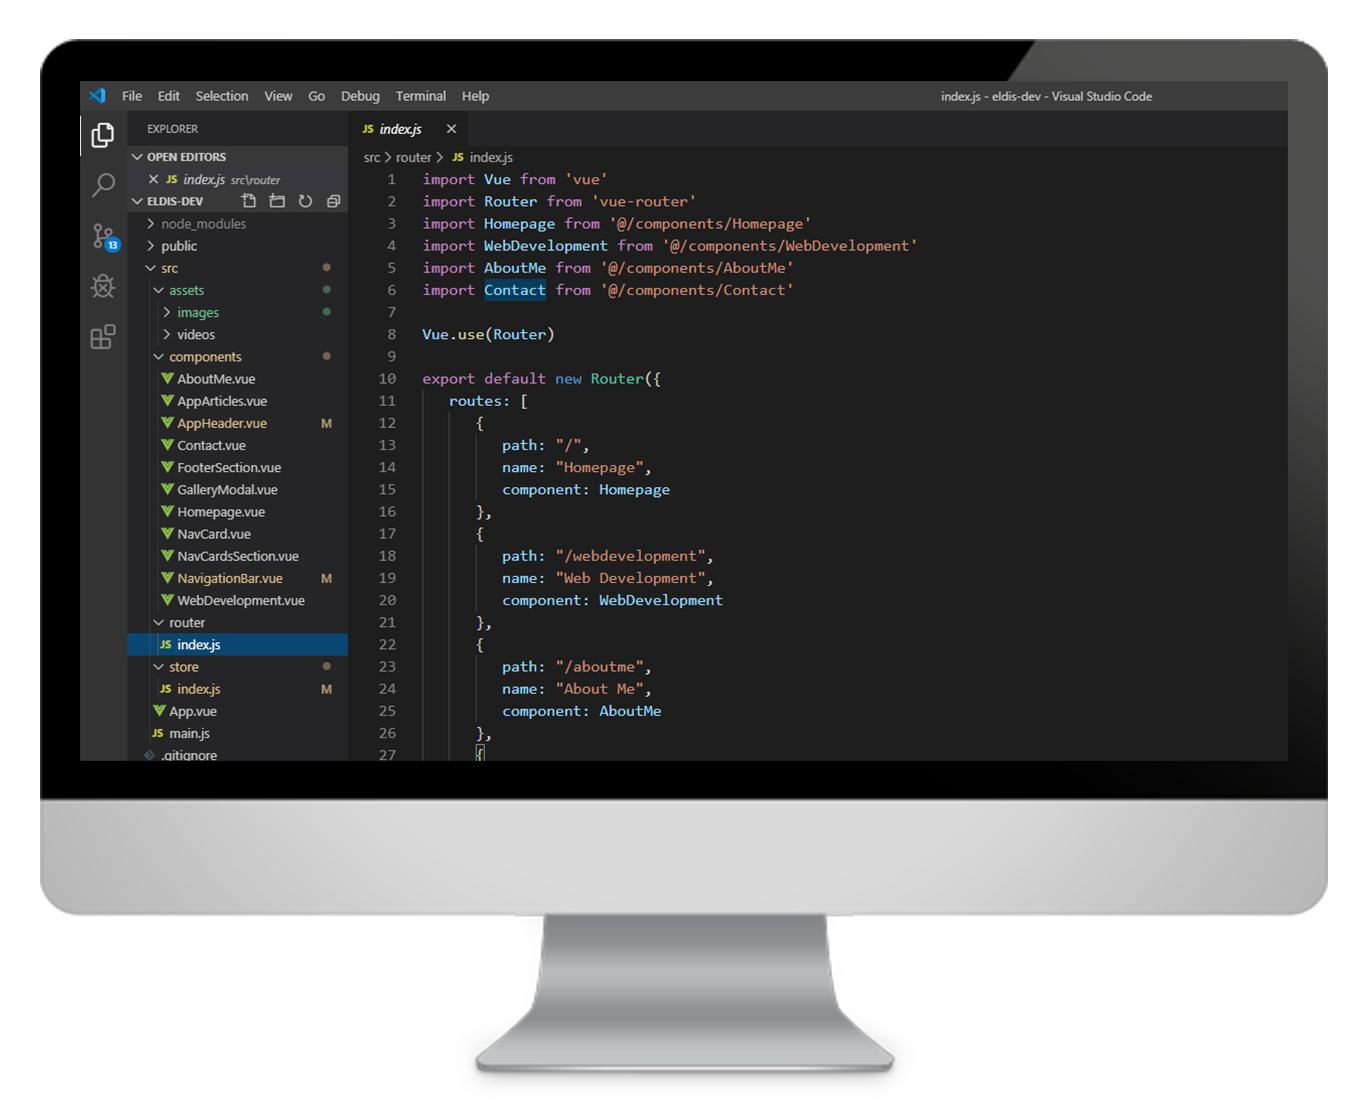 File Edit Selection View Go Debug Terminal Help
index.js - eldis-dev - Visual Studio Code
EXPLORER
OPEN EDITORS
JS index.js src\router
ELDIS-DEV
13
node_modules
public
src
assets
images
videos
components
AboutMe.vue
AppArticles.vue
AppHeader.vue M
Contact.vue
FooterSection.vue
GalleryModal.vue
Homepage.vue
NavCard.vue
NavCardsSection.vue
NavigationBar.vue M
WebDevelopment.vue
router
JS index.js
store
JS index.js M
App.vue
JS main.js
.gitignore
JS index.js
src > router > JS index.js
1 import Vue from 'vue'
2 import Router from 'vue-router'
3 import Homepage from '@/components/Homepage'
4 import WebDevelopment from '@/components/WebDevelopment'
5 import AboutMe from '@/components/AboutMe'
6 import Contact from '@/components/Contact'
7
8 Vue.use(Router)
9
10 export default new Router({
11 routes: [
12 {
13 path: "/",
14 name: "Homepage",
15 component: Homepage
16 },
17 {
18 path: "/webdevelopment",
19 name: "Web Development",
20 component: WebDevelopment
21 },
22 {
23 path: "/aboutme",
24 name: "About Me",
25 component: AboutMe
26 },
27 {